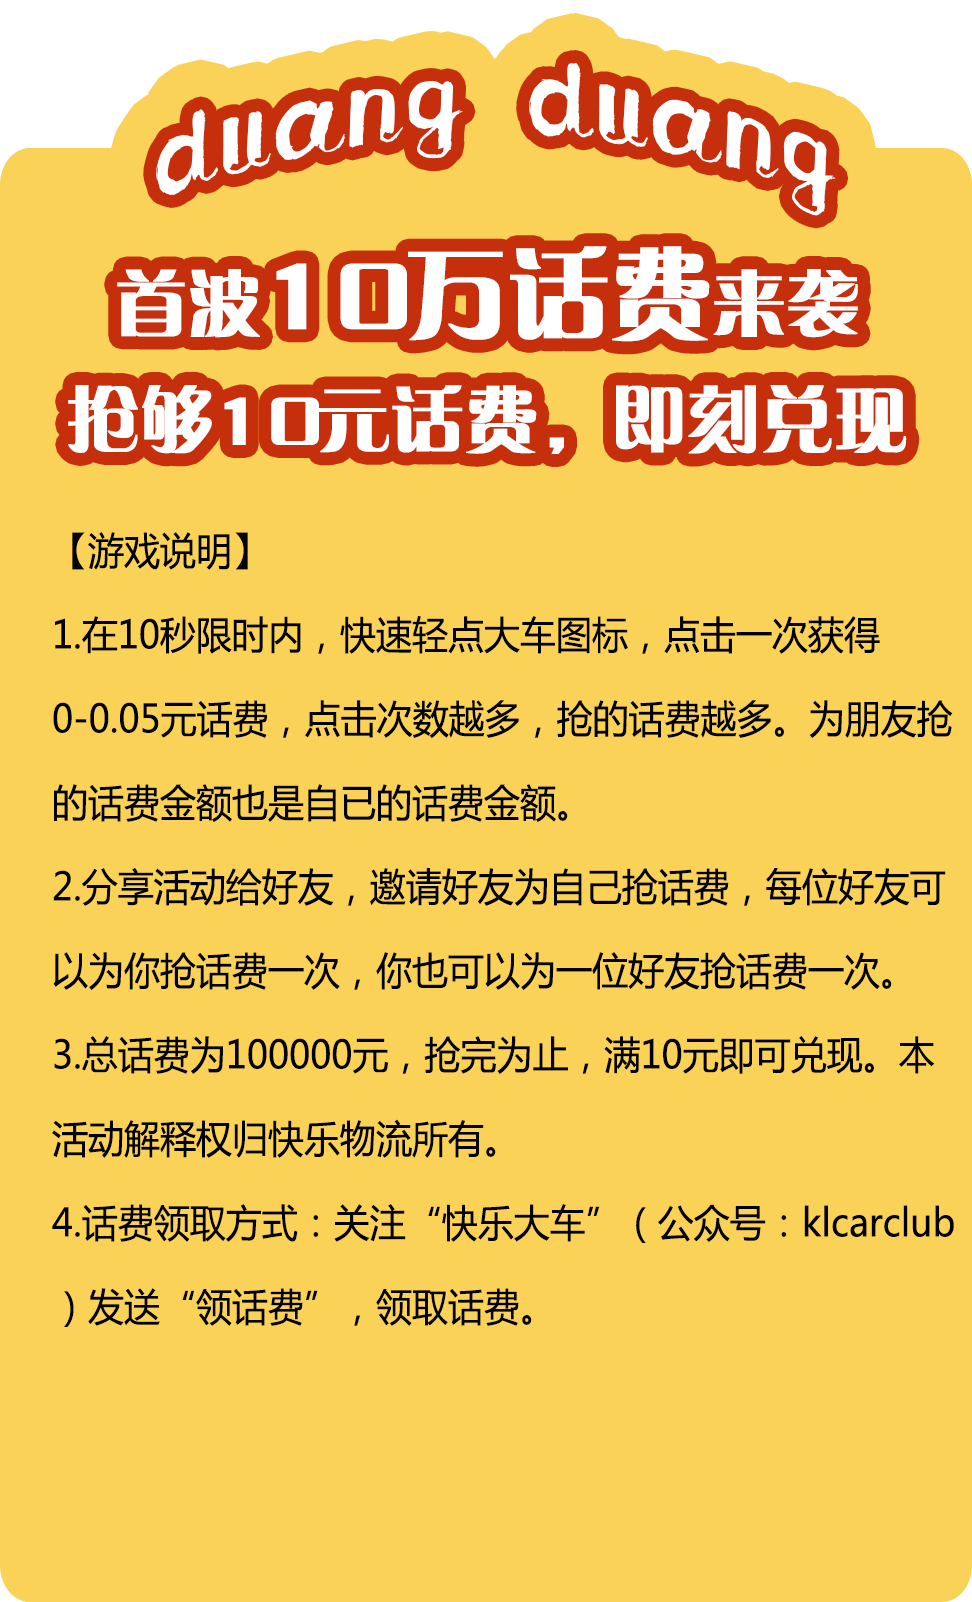 duang duang
首波10万话费来袭
抢够10元话费，即刻兑现
【游戏说明】
1.在10秒限时内，快速轻点大车图标，点击一次获得
0-0.05元话费，点击次数越多，抢的话费越多。为朋友抢
的话费金额也是自已的话费金额。
2.分享活动给好友，邀请好友为自己抢话费，每位好友可
以为你抢话费一次，你也可以为一位好友抢话费一次。
3.总话费为100000元，抢完为止，满10元即可兑现。本
活动解释权归快乐物流所有。
4.话费领取方式：关注“快乐大车”（公众号：klcarclub
）发送“领话费”，领取话费。